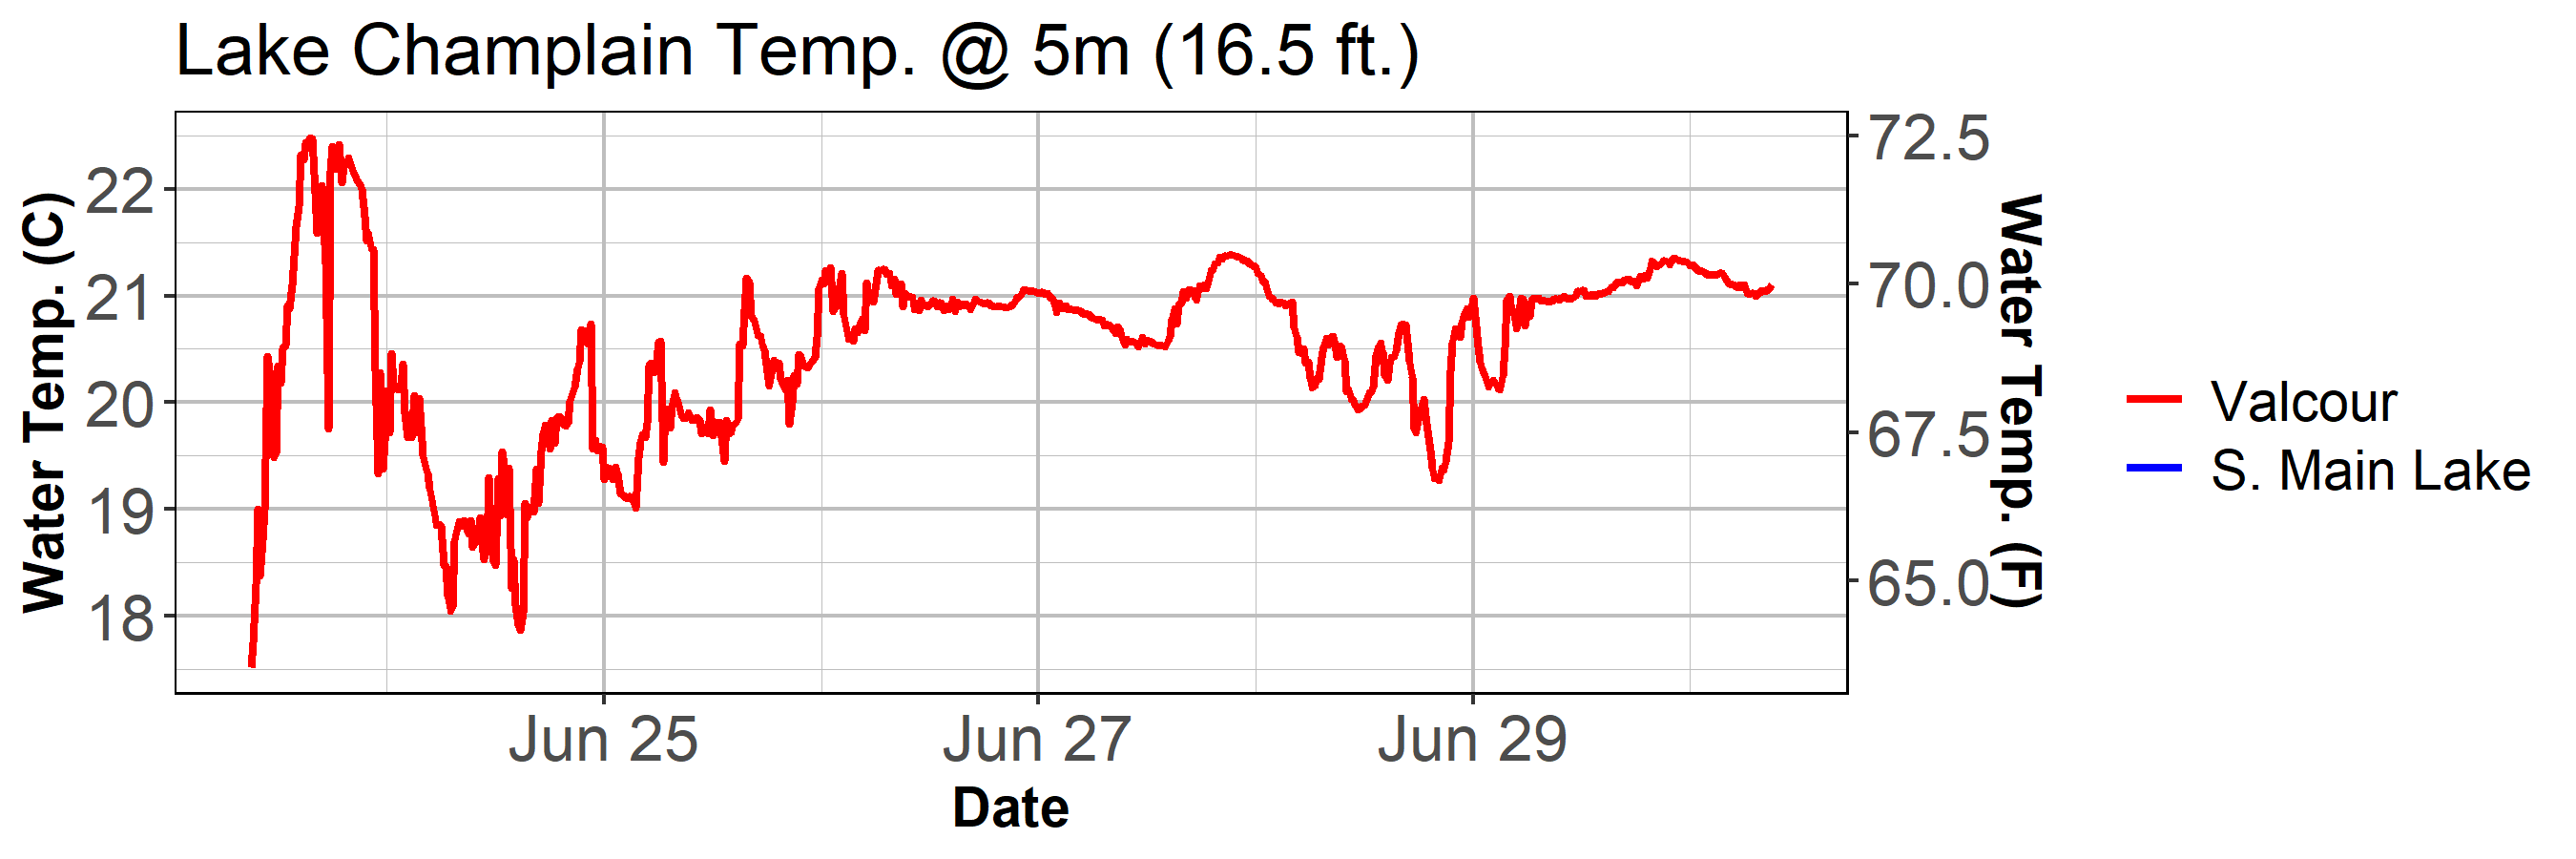 Lake Champlain Temp. @ 5m (16.5 ft.)
Water Temp. (C)
22
21
20
19
18
72.5
70.0
67.5
65.0
Water Temp. (F)
Jun 25
Jun 27
Jun 29
Date
Valcour
S. Main Lake